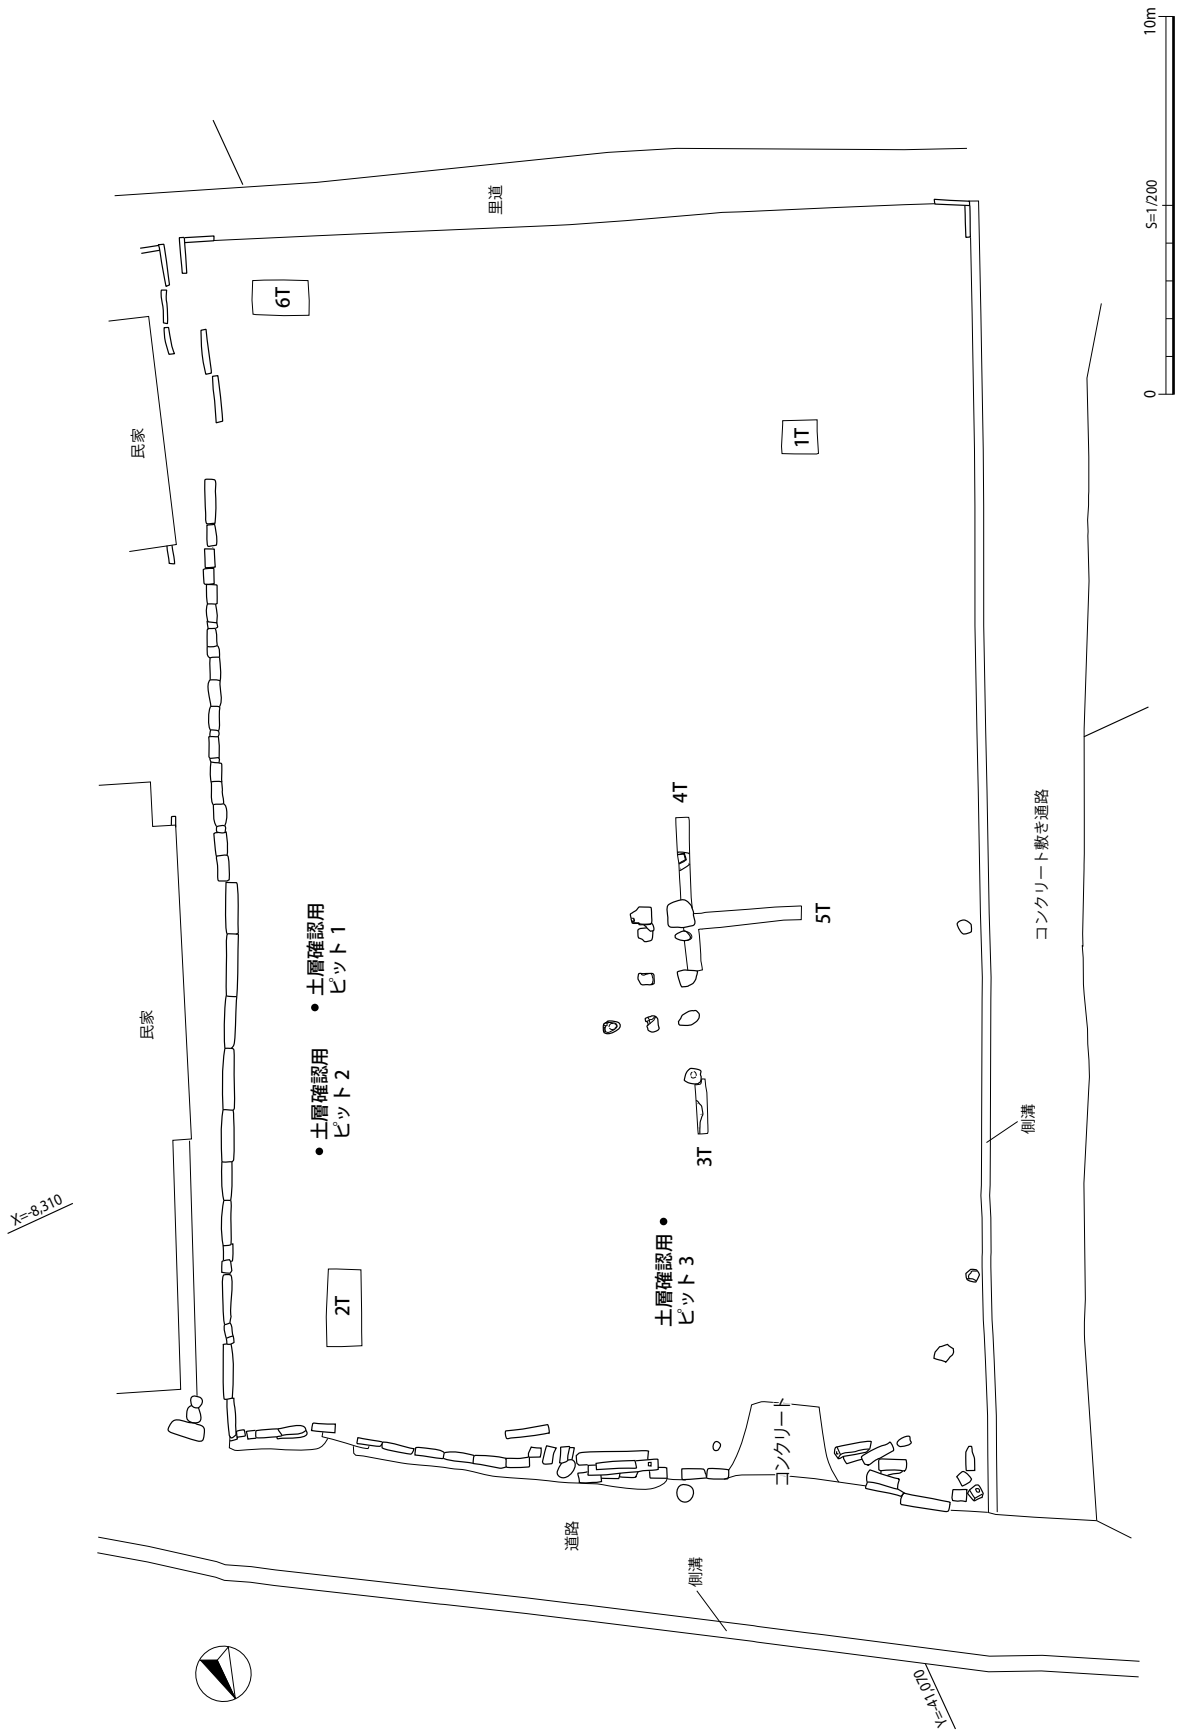 10m
S=1/200
0
里道
6T
1T
民家
4T
5T
土層確認用
ピット1
コンクリート敷き通路
民家
土層確認用
ピット2
3T
側溝
X=-8,310
土層確認用
ピット3
2T
コンクリート
道路
側溝
Y=-41,070